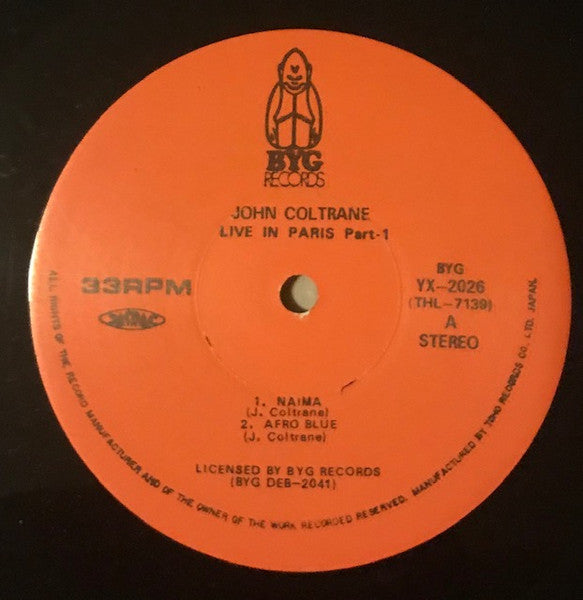 BYG
RECORDS
JOHN COLTRANE
LIVE IN PARIS Part-1
33RPM
BYG
YX-2026
(THL-7139)
A
STEREO
1. NAIMA
(J. Coltrane)
2. AFRO BLUE
(J. Coltrane)
LICENSED BY BYG RECORDS
(BYG DEB-2041)
ALL RIGHTS OF THE RECORD MANUFACTURER AND OF THE OWNER OF THE WORK RECORDED RESERVED. MANUFACTURED BY TOHO RECORDS CO., LTD. JAPAN.